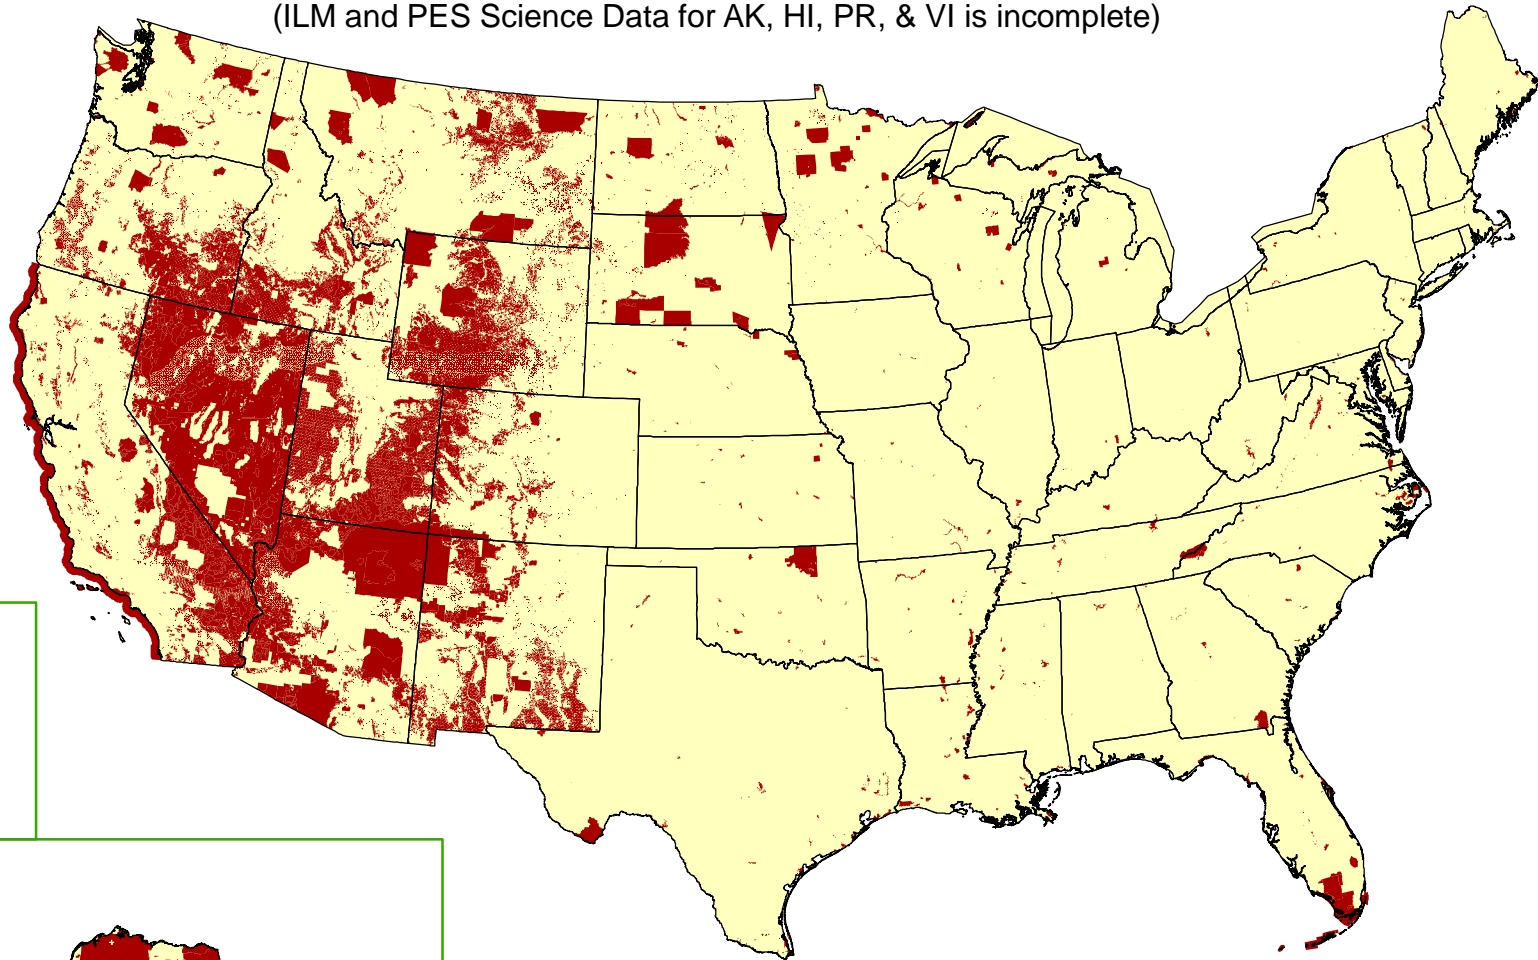 (ILM and PES Science Data for AK, HI, PR, & VI is incomplete)